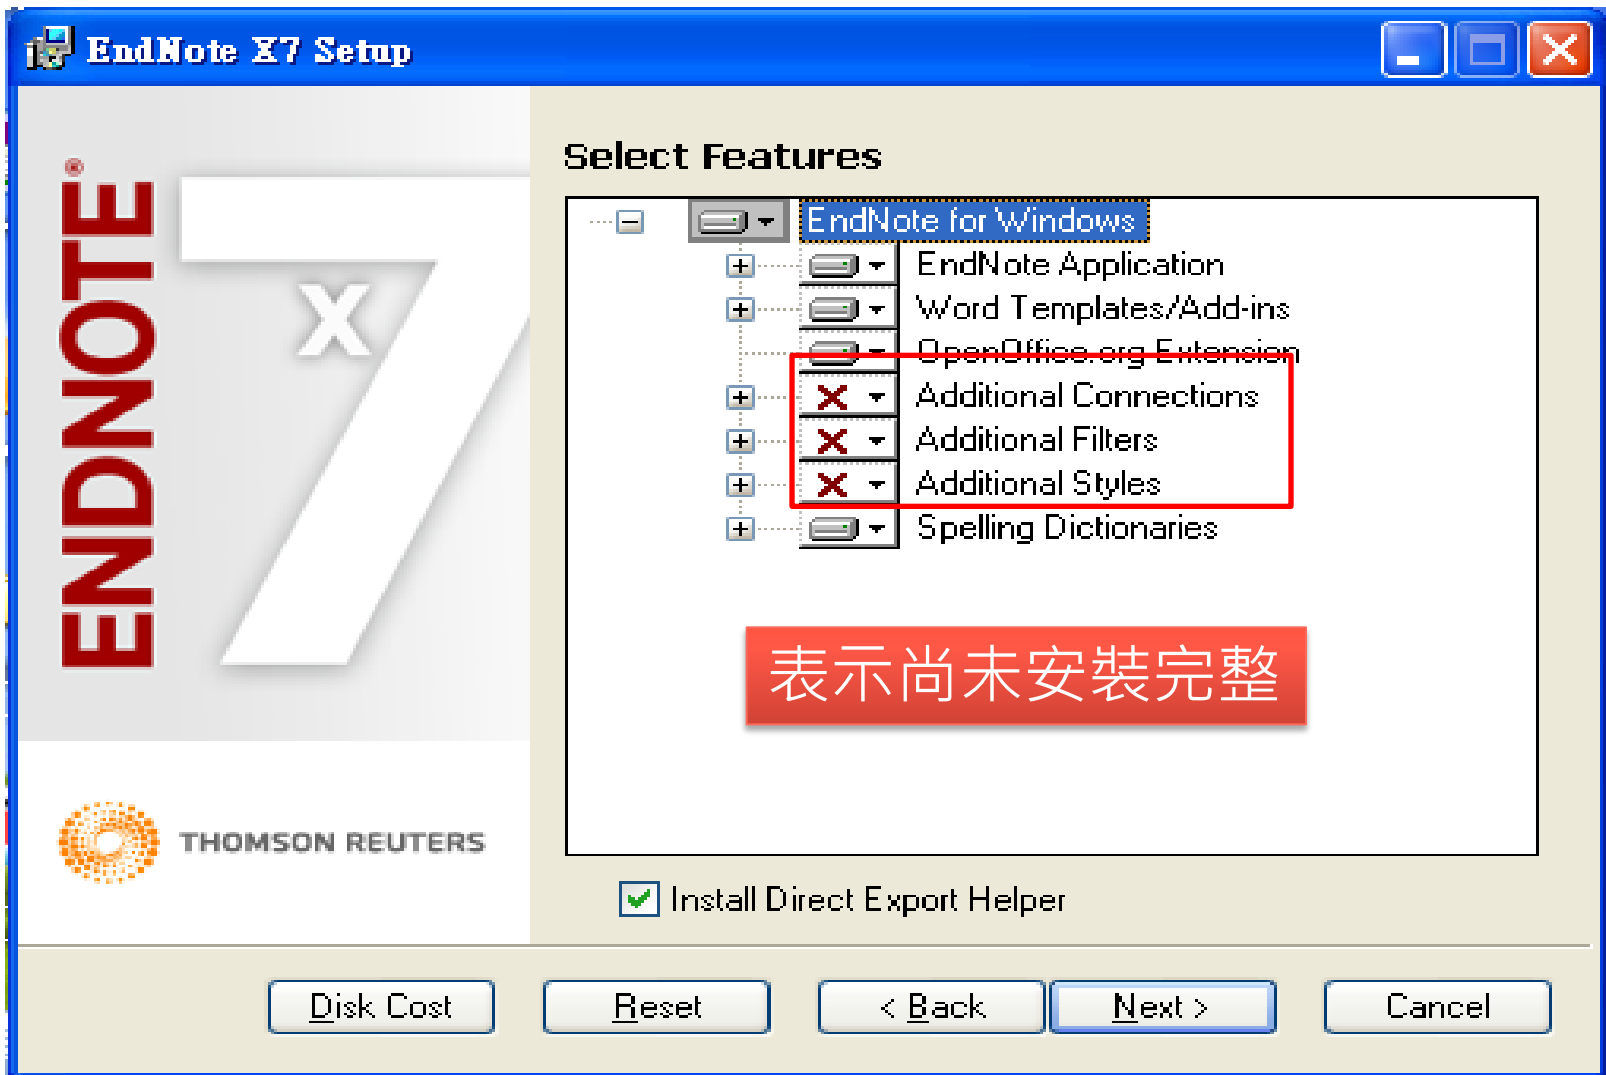 EndNote X7 Setup
ENDNOTE®
X7
THOMSON REUTERS
Select Features
EndNote for Windows
EndNote Application
Word Templates/Add-ins
OpenOffice.org Extension
Additional Connections
Additional Filters
Additional Styles
Spelling Dictionaries
表示尚未安裝完整
Install Direct Export Helper
Disk Cost
Reset
< Back
Next >
Cancel